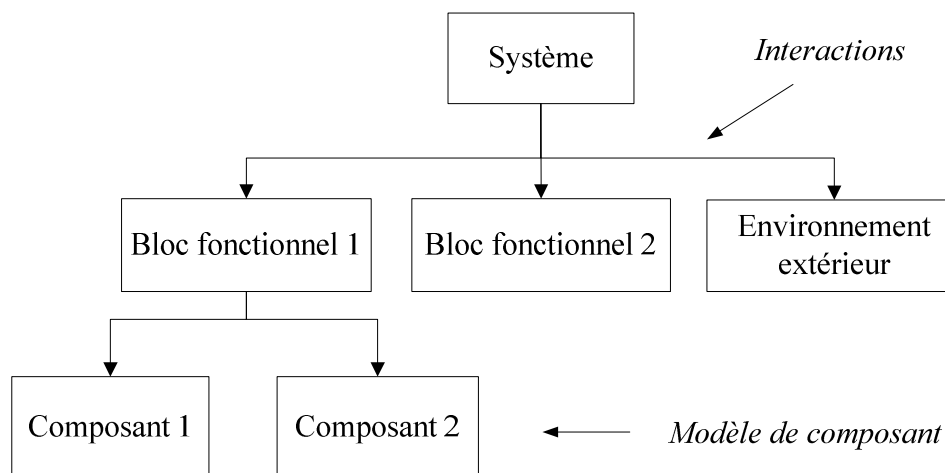 Système
Interactions
Bloc fonctionnel 1
Bloc fonctionnel 2
Environnement
extérieur
Composant 1
Composant 2
Modèle de composant